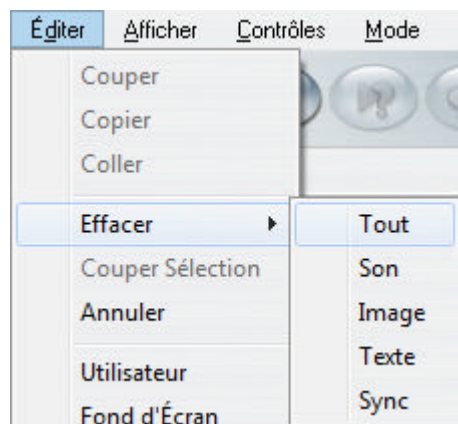 Éditer Afficher Contrôles Mode
Couper
Copier
Coller
Effacer
Couper Sélection
Annuler
Utilisateur
Fond d'Écran
Tout
Son
Image
Texte
Sync